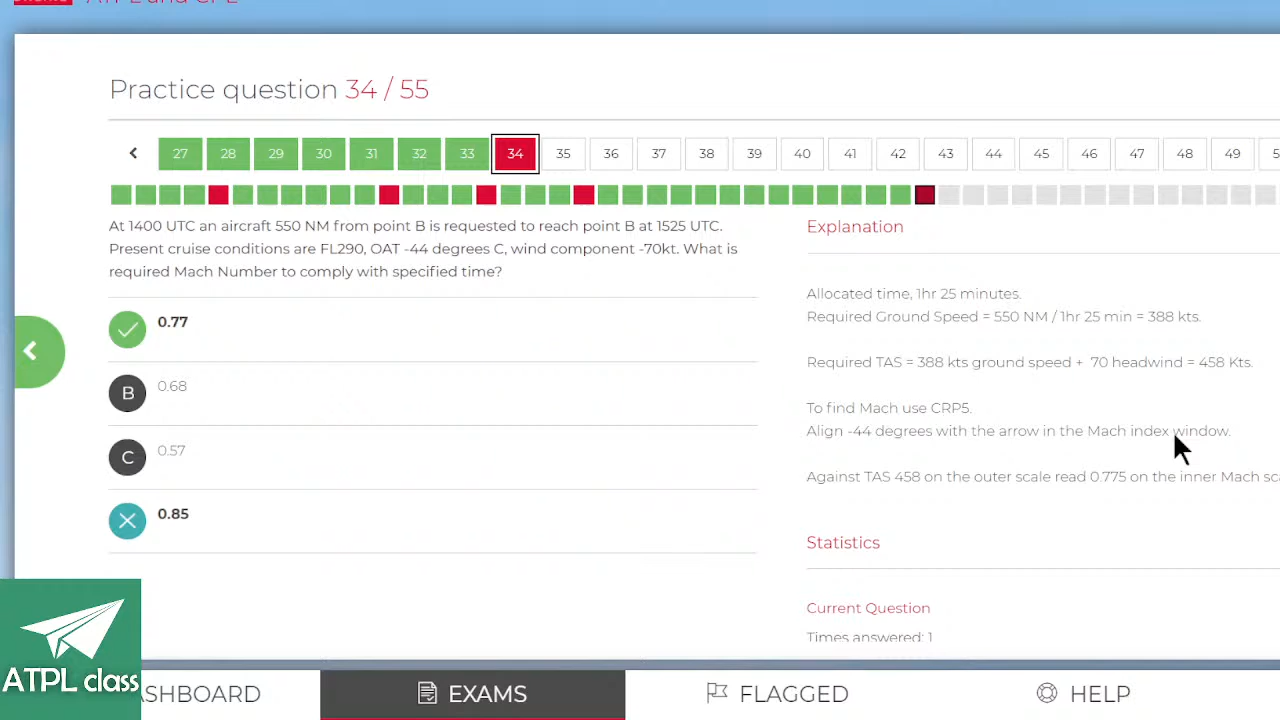 ATPL and CPL
Practice question 34 / 55
27 28 29 30 31 32 33 34 35 36 37 38 39 40 41 42 43 44 45 46 47 48 49
At 1400 UTC an aircraft 550 NM from point B is requested to reach point B at 1525 UTC.
Present cruise conditions are FL290, OAT -44 degrees C, wind component -70kt. What is
required Mach Number to comply with specified time?
0.77
B 0.68
C 0.57
0.85
Explanation
Allocated time, 1hr 25 minutes.
Required Ground Speed = 550 NM / 1hr 25 min = 388 kts.
Required TAS = 388 kts ground speed + 70 headwind = 458 Kts.
To find Mach use CRP5.
Align -44 degrees with the arrow in the Mach index window.
Against TAS 458 on the outer scale read 0.775 on the inner Mach sc
Statistics
Current Question
Times answered: 1
ATPL class
ASHBOARD
EXAMS
FLAGGED
HELP